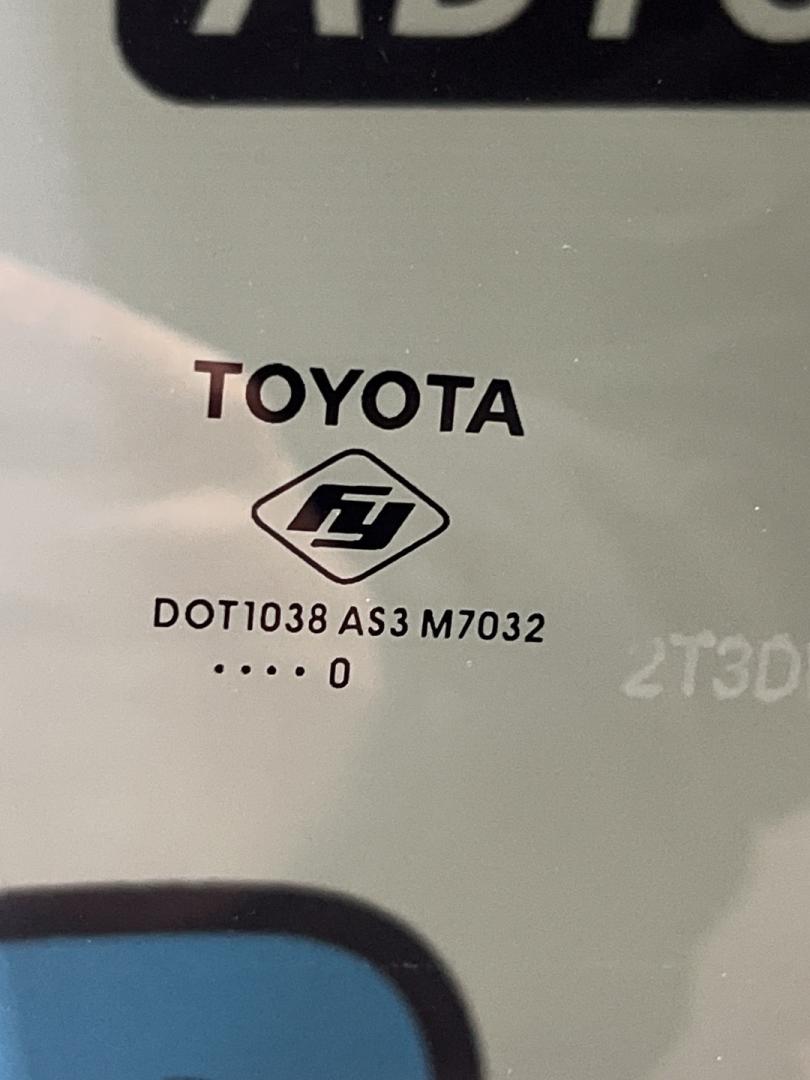 TOYOTA
FY
DOT1038 AS3 M7032
.... 0
2T3D